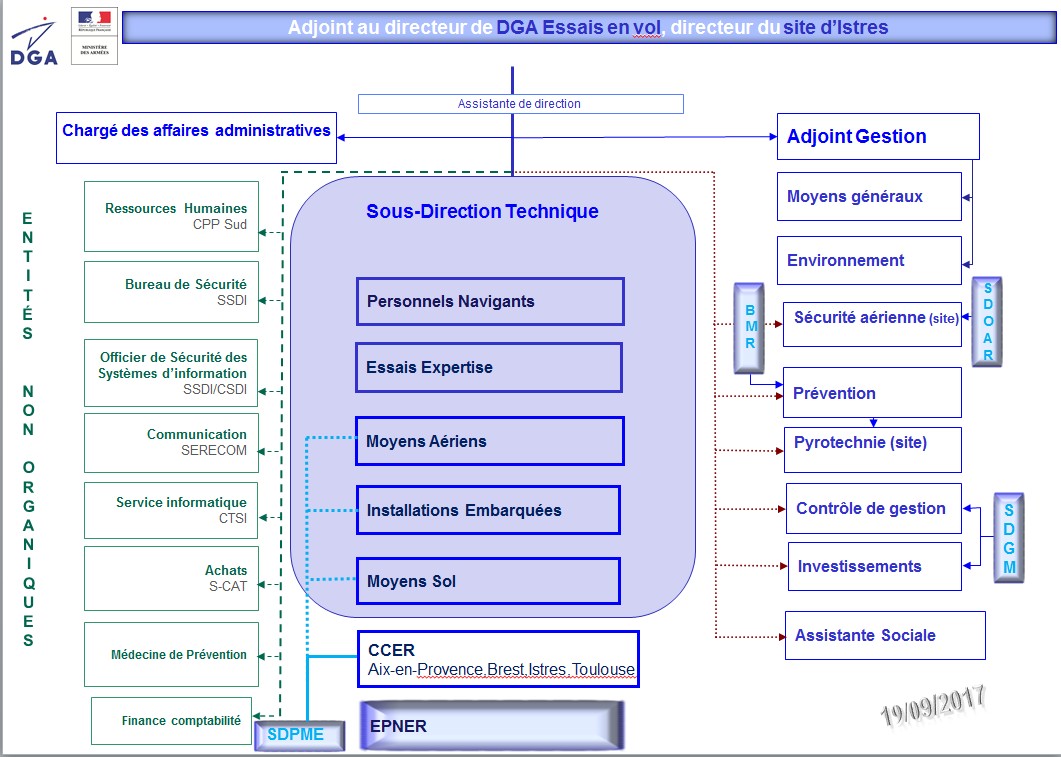 Adjoint au directeur de DGA Essais en vol, directeur du site d'Istres
DGA
RÉPUBLIQUE FRANÇAISE
MINISTÈRE
DES ARMÉES
Assistante de direction
Chargé des affaires administratives
Adjoint Gestion
ENTITÉS NON ORGANIQUES
Ressources Humaines
CPP Sud
Bureau de Sécurité
SSDI
Officier de Sécurité des
Systèmes d'information
SSDI/CSDI
Communication
SERECOM
Service informatique
CTSI
Achats
S-CAT
Médecine de Prévention
Finance comptabilité
SDPME
Sous-Direction Technique
Personnels Navigants
Essais Expertise
Moyens Aériens
Installations Embarquées
Moyens Sol
CCER
Aix-en-Provence,Brest,Istres,Toulouse
EPNER
Moyens généraux
Environnement
BMR
SDOAR
Sécurité aérienne (site)
Prévention
Pyrotechnie (site)
Contrôle de gestion
SDGM
Investissements
Assistante Sociale
19/09/2017